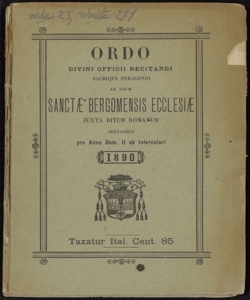 ORDO
DIVINI OFFICII RECITANDI
SACRIQUE PERAGENDI
AD USUM
SANCTÆ BERGOMENSIS ECCLESIÆ
JUXTA RITUM ROMANUM
SERVANDUS
pro Anno Dom. II ab intercalari
1890
Taxatur Ital. Cent. 85